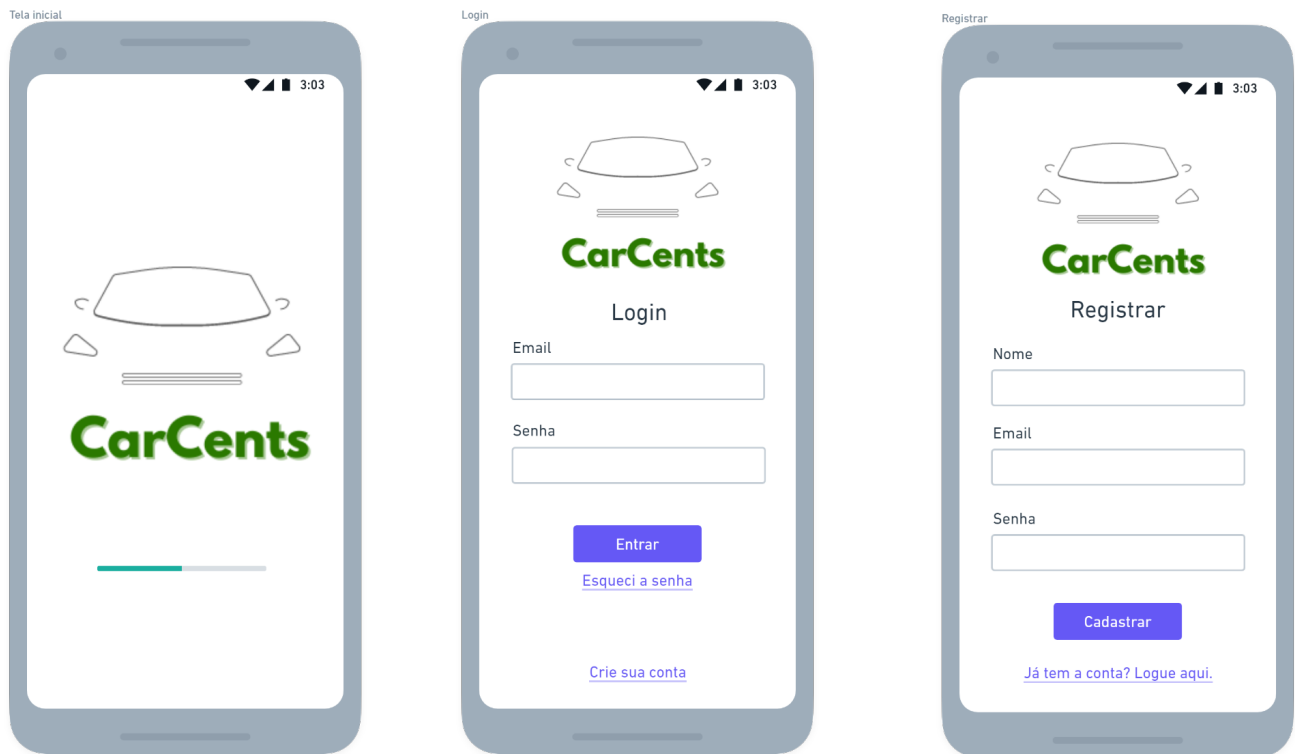 Tela inicial
3:03
CarCents
Login
3:03
CarCents
Login
Email
Senha
Entrar
Esqueci a senha
Crie sua conta
Registrar
3:03
CarCents
Registrar
Nome
Email
Senha
Cadastrar
Já tem a conta? Logue aqui.